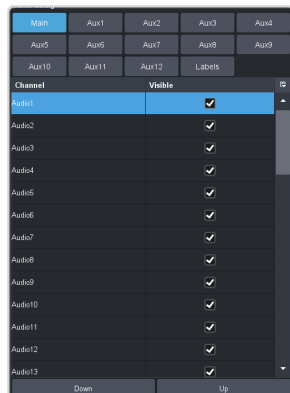 Main Aux1 Aux2 Aux3 Aux4
Aux5 Aux6 Aux7 Aux8 Aux9
Aux10 Aux11 Aux12 Labels
Channel Visible
Audio1
Audio2
Audio3
Audio4
Audio5
Audio6
Audio7
Audio8
Audio9
Audio10
Audio11
Audio12
Audio13
Down Up